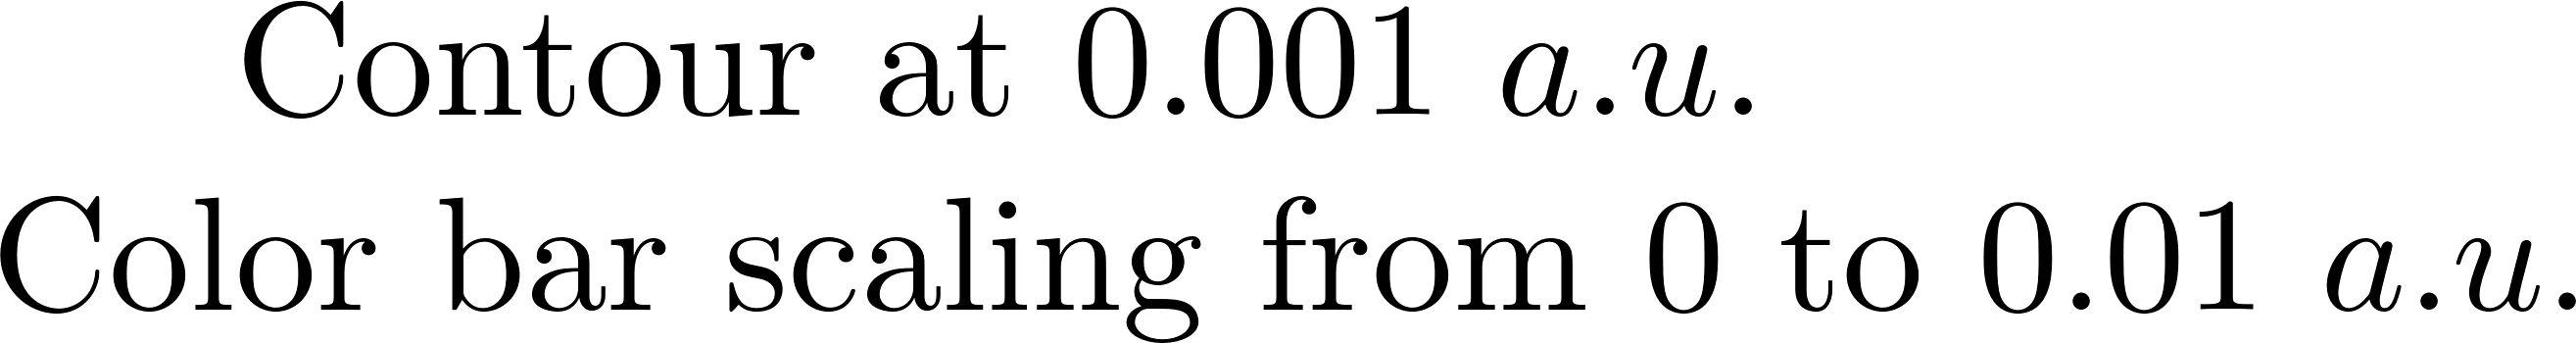 Contour at 0.001 a.u.
Color bar scaling from 0 to 0.01 a.u.